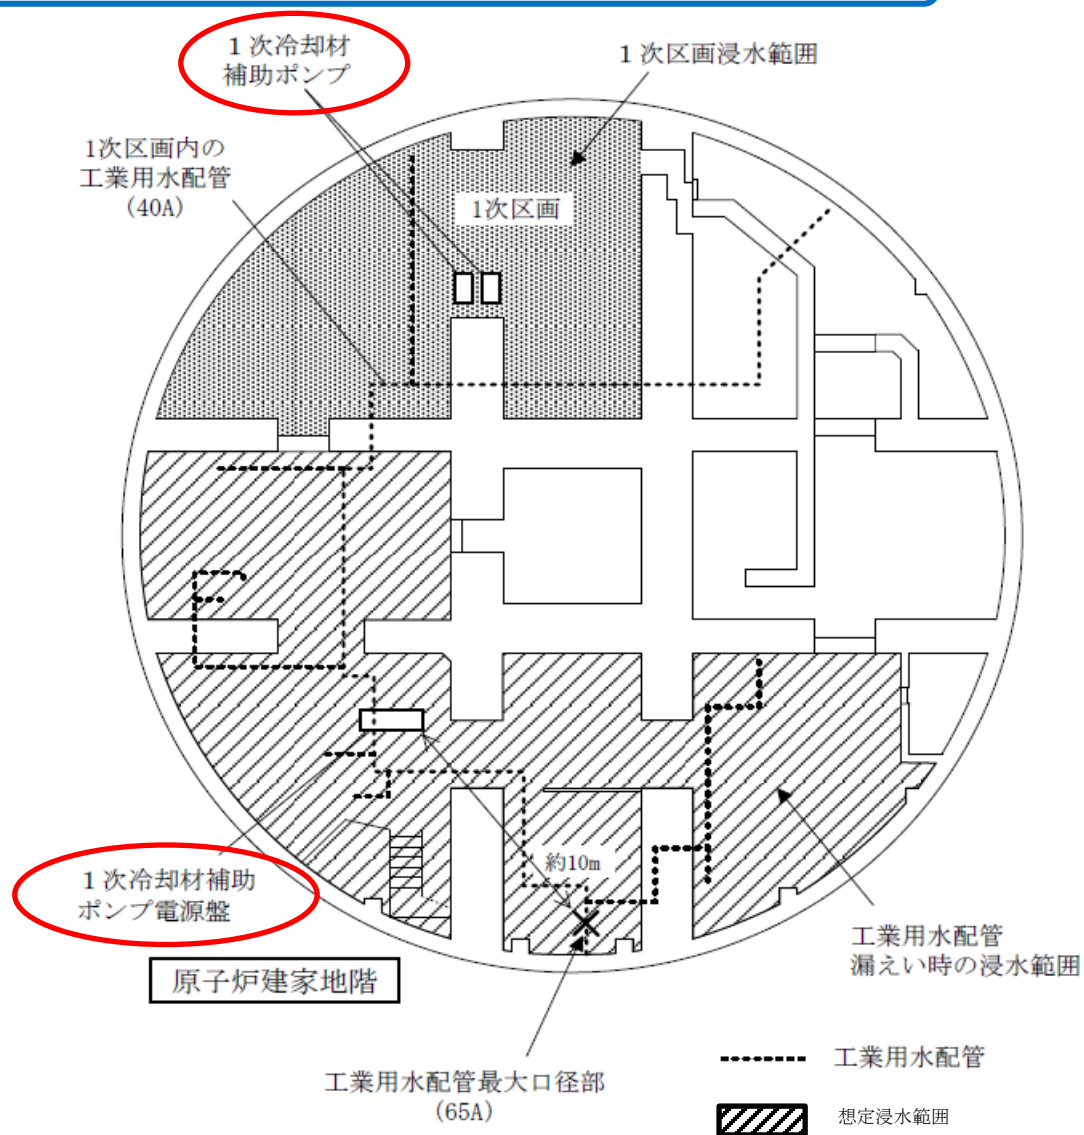 1次冷却材
補助ポンプ
1次区画浸水範囲
1次区画内の
工業用水配管
(40A)
1次区画
約10m
1次冷却材補助
ポンプ電源盤
原子炉建家地階
工業用水配管
漏えい時の浸水範囲
工業用水配管最大口径部
(65A)
工業用水配管
想定浸水範囲